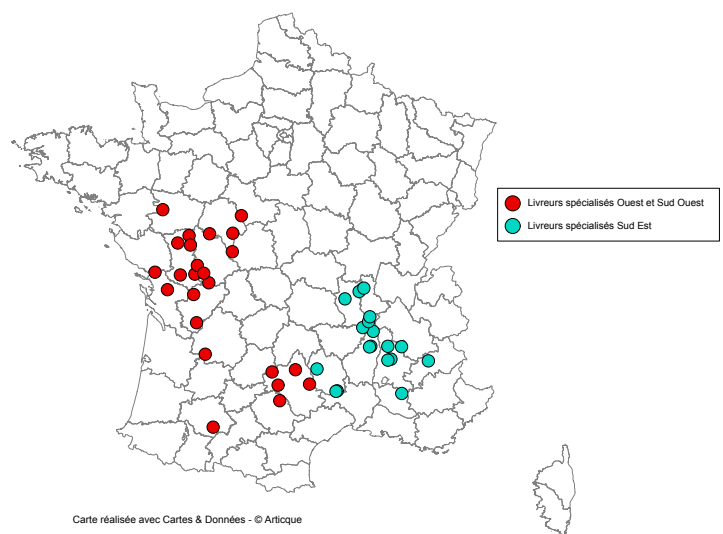 Livreurs spécialisés Ouest et Sud Ouest
Livreurs spécialisés Sud Est
Carte réalisée avec Cartes & Données - © Articque